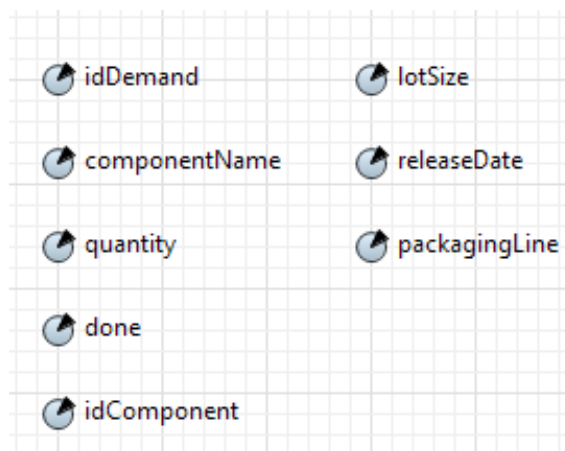 idDemand
componentName
quantity
done
idComponent
lotSize
releaseDate
packagingLine